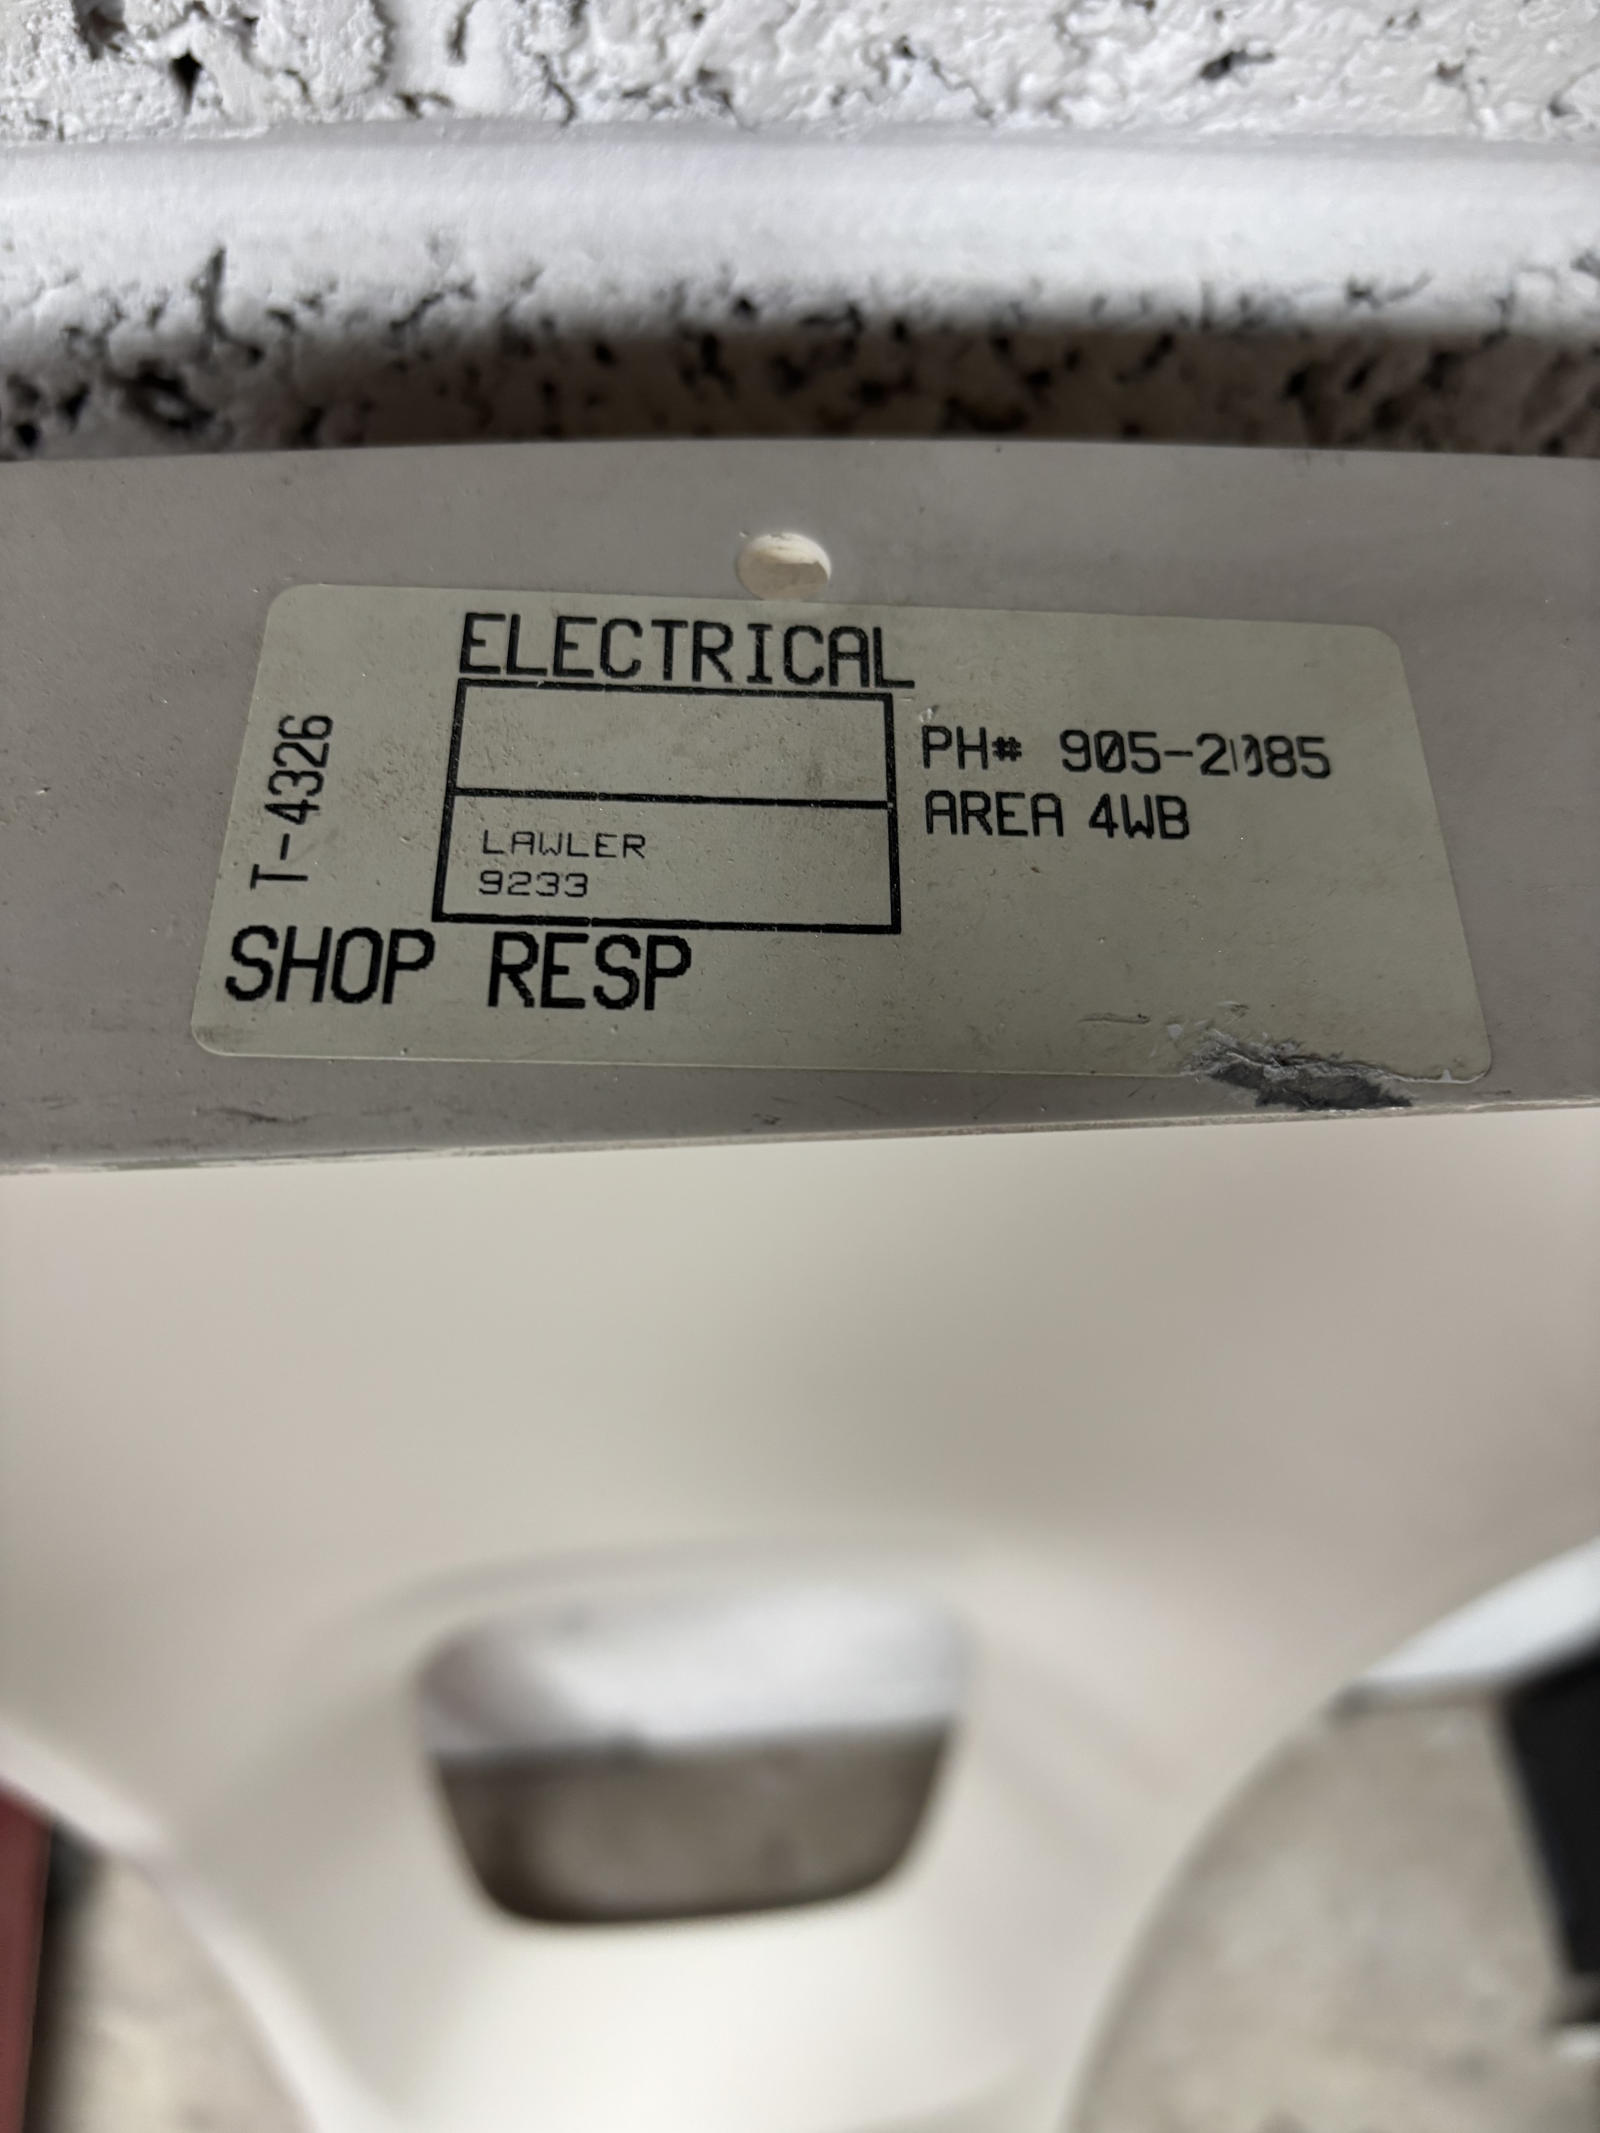 ELECTRICAL
T-4326
PH# 905-2085
AREA 4WB
LAWLER
9233
SHOP RESP